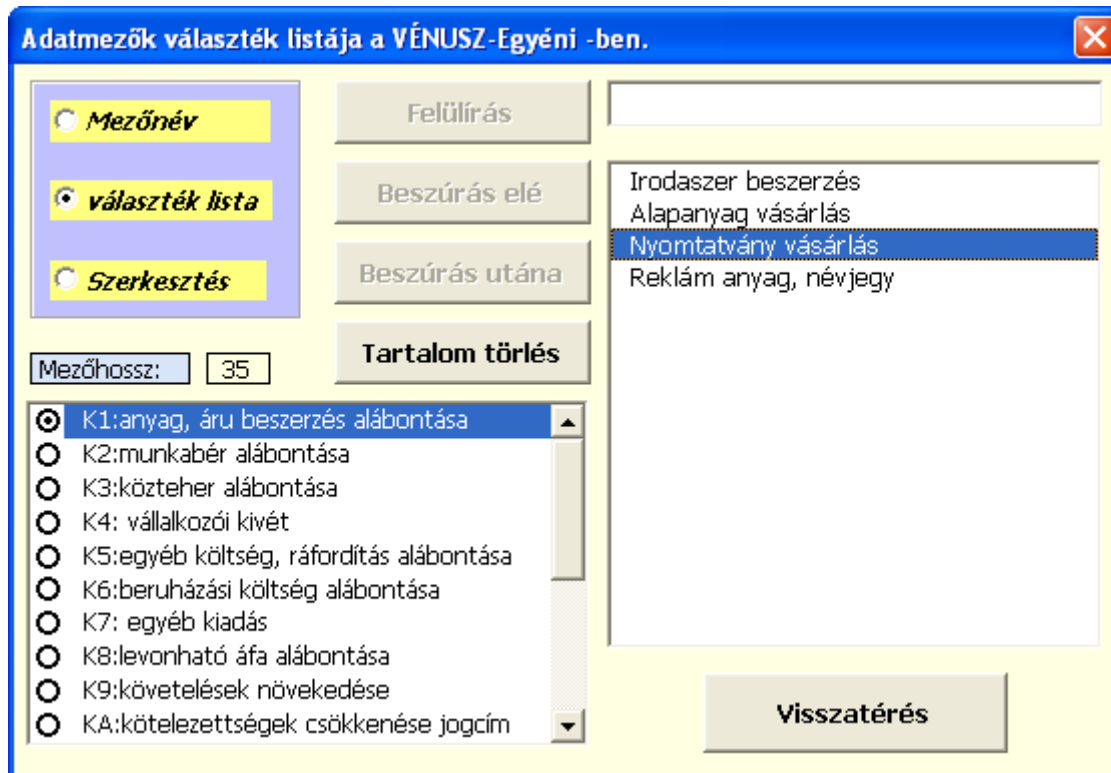 Adatmezők választék listája a VÉNUSZ-Egyéni -ben.
Mezőnév
választék lista
Szerkesztés
Felülírás
Beszúrás elé
Beszúrás utána
Tartalom törlés
Mezőhossz: 35
K1:anyag, áru beszerzés alábontása
K2:munkabér alábontása
K3:közteher alábontása
K4: vállalkozói kivét
K5:egyéb költség, ráfordítás alábontása
K6:beruházási költség alábontása
K7: egyéb kiadás
K8:levonható áfa alábontása
K9:követelések növekedése
KA:kötelezettségek csökkenése jogcím
Irodaszer beszerzés
Alapanyag vásárlás
Nyomtatvány vásárlás
Reklám anyag, névjegy
Visszatérés